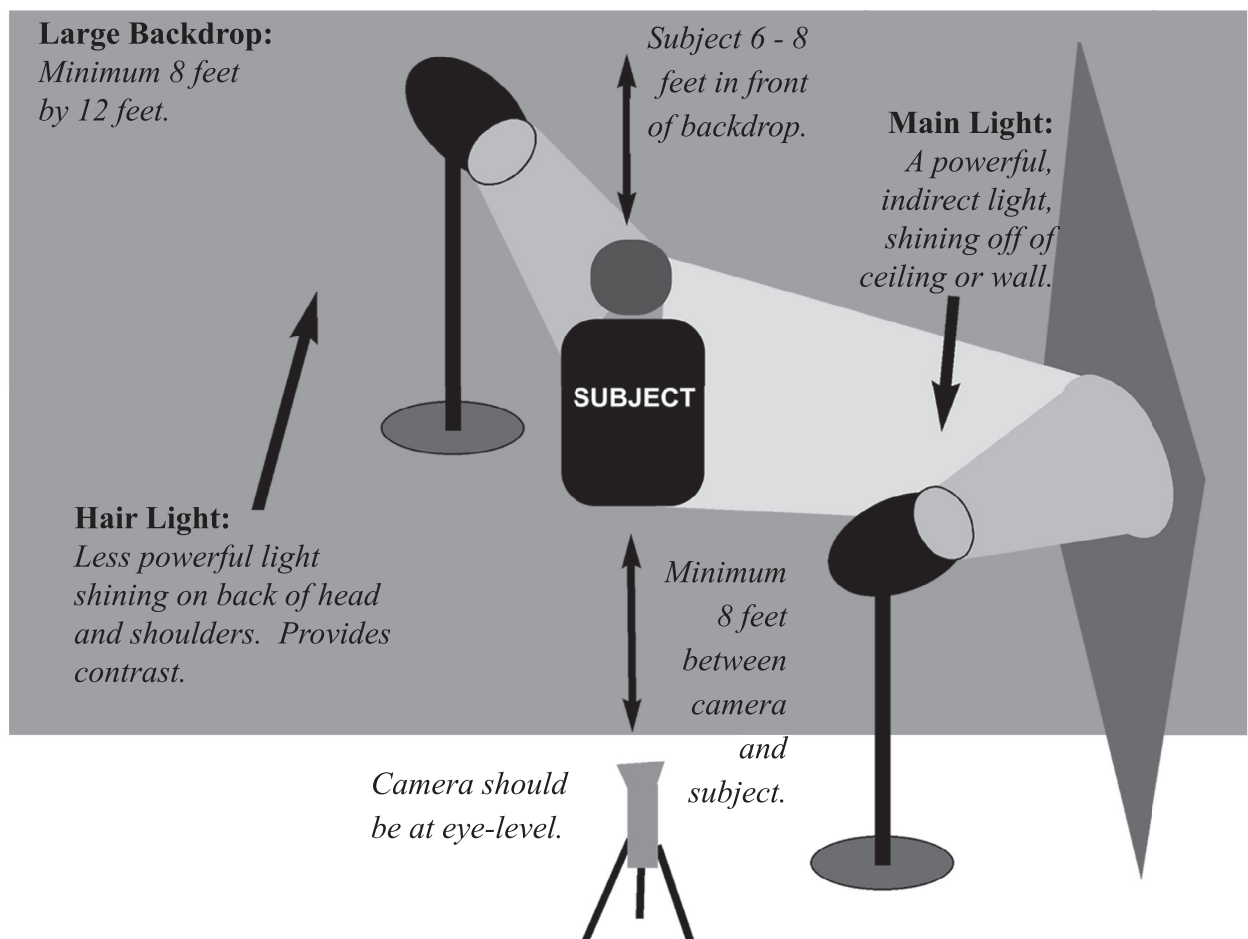 Large Backdrop:
Minimum 8 feet
by 12 feet.
Subject 6 - 8
feet in front
of backdrop.
Main Light:
A powerful,
indirect light,
shining off of
ceiling or wall.
SUBJECT
Hair Light:
Less powerful light
shining on back of head
and shoulders.  Provides
contrast.
Minimum
8 feet
between
camera
and
subject.
Camera should
be at eye-level.